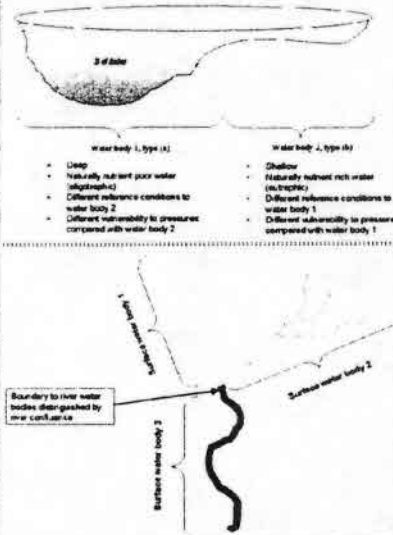 Water body 1, type (a)
Water body 2, type (b)
• Deep
• Naturally nutrient poor water
(oligotrophic)
• Different reference conditions to
water body 2
• Different vulnerability to pressures
compared with water body 2
• Shallow
• Naturally nutrient rich water
(eutrophic)
• Different reference conditions to
water body 1
• Different vulnerability to pressures
compared with water body 1
Surface water body 1
Surface water body 2
Boundary to river water
bodies distinguished by
river confluence
Surface water body 3